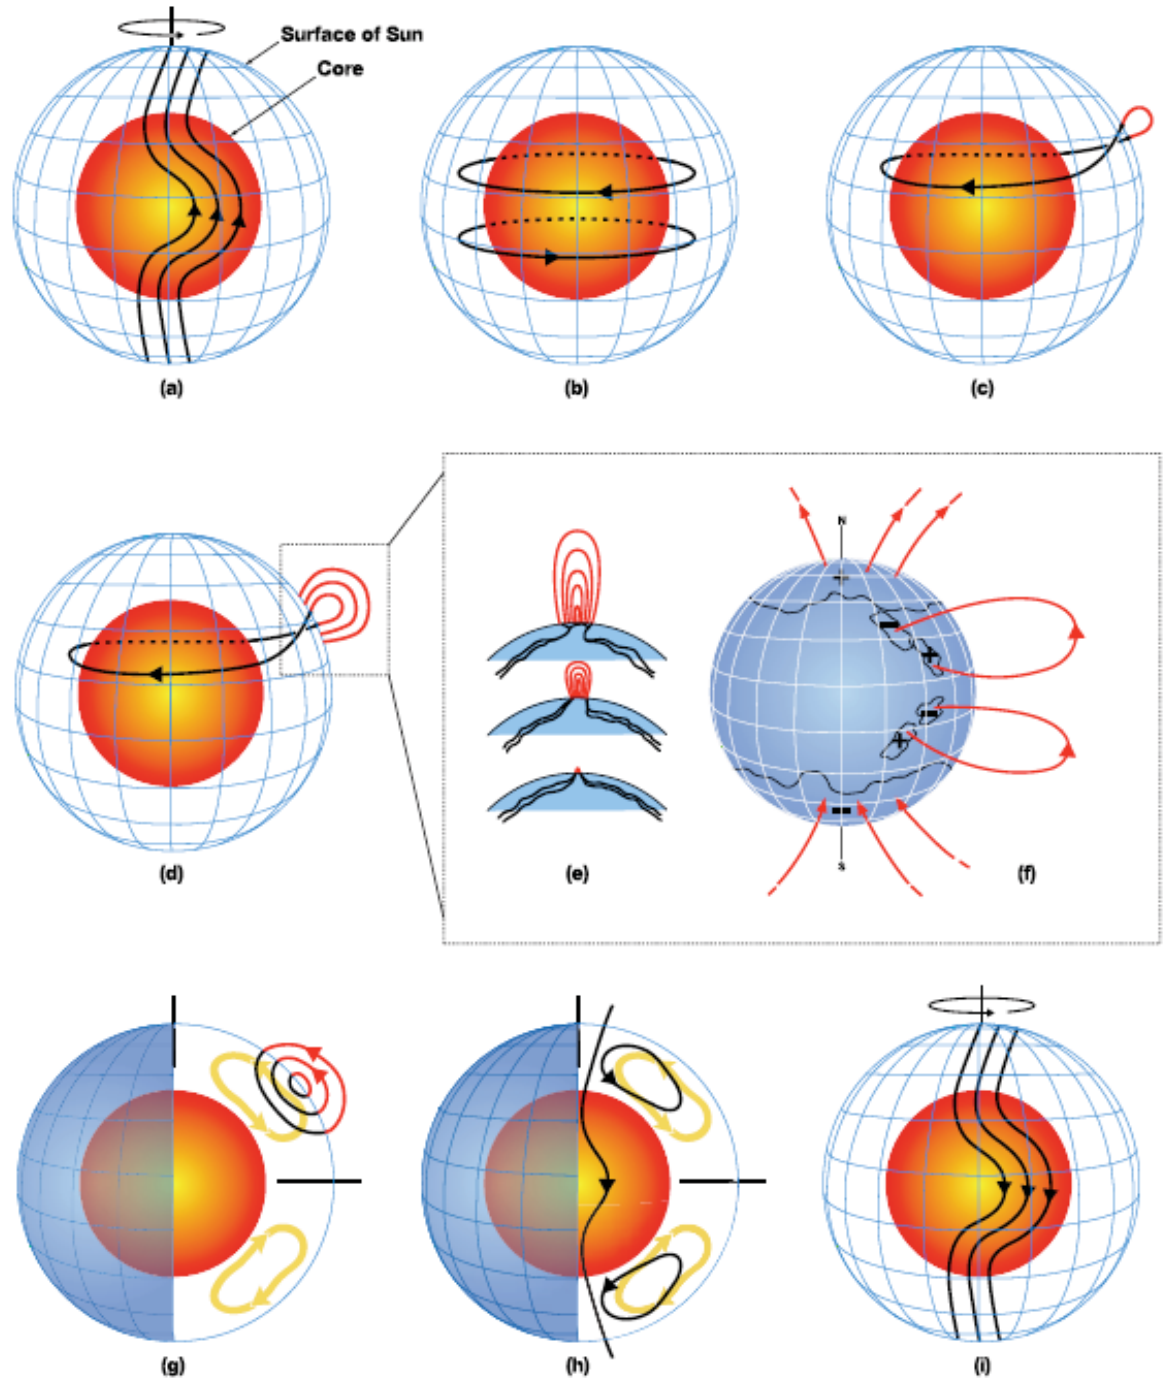 Surface of Sun
Core
(a)
(b)
(c)
N
+
−
+
−
+
−
S
(d)
(e)
(f)
(g)
(h)
(i)